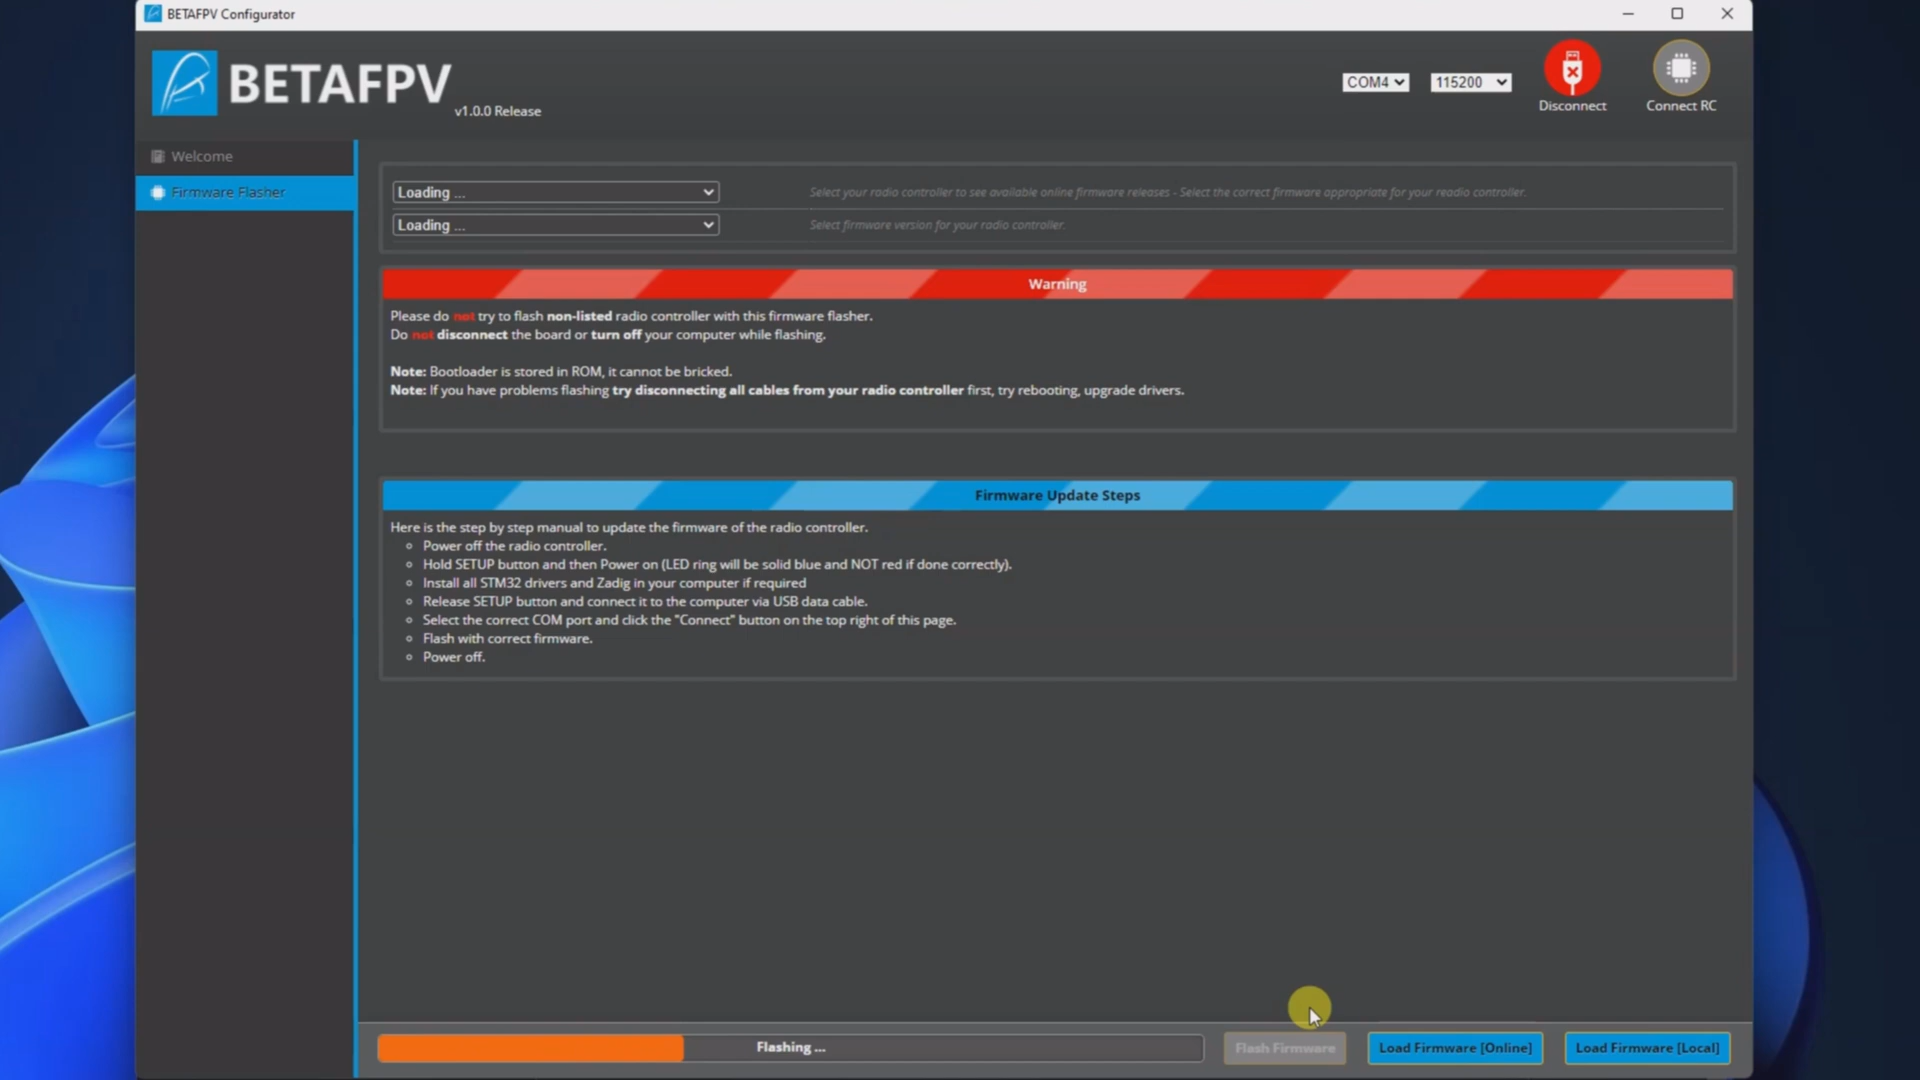 BETAFPV Configurator
BETAFPV
v1.0.0 Release
COM4
115200
Disconnect
Connect RC
Welcome
Firmware Flasher
Loading ...
Select your radio controller to see available online firmware releases - Select the correct firmware appropriate for your readio controller.
Loading ...
Select firmware version for your radio controller.
Warning
Please do not try to flash non-listed radio controller with this firmware flasher.
Do not disconnect the board or turn off your computer while flashing.
Note: Bootloader is stored in ROM, it cannot be bricked.
Note: If you have problems flashing try disconnecting all cables from your radio controller first, try rebooting, upgrade drivers.
Firmware Update Steps
Here is the step by step manual to update the firmware of the radio controller.
Power off the radio controller.
Hold SETUP button and then Power on (LED ring will be solid blue and NOT red if done correctly).
Install all STM32 drivers and Zadig in your computer if required
Release SETUP button and connect it to the computer via USB data cable.
Select the correct COM port and click the "Connect" button on the top right of this page.
Flash with correct firmware.
Power off.
Flashing ...
Flash Firmware
Load Firmware [Online]
Load Firmware [Local]